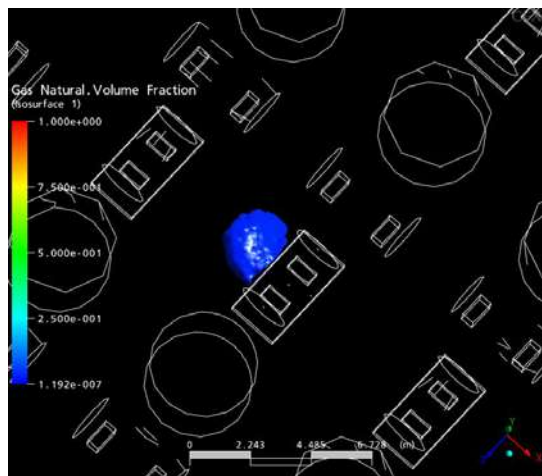 Gas Natural.Volume Fraction
(Isosurface 1)
1.000e+000
7.500e-001
5.000e-001
2.500e-001
1.192e-007
0 2.243 4.485 6.728 (m)
Y
X